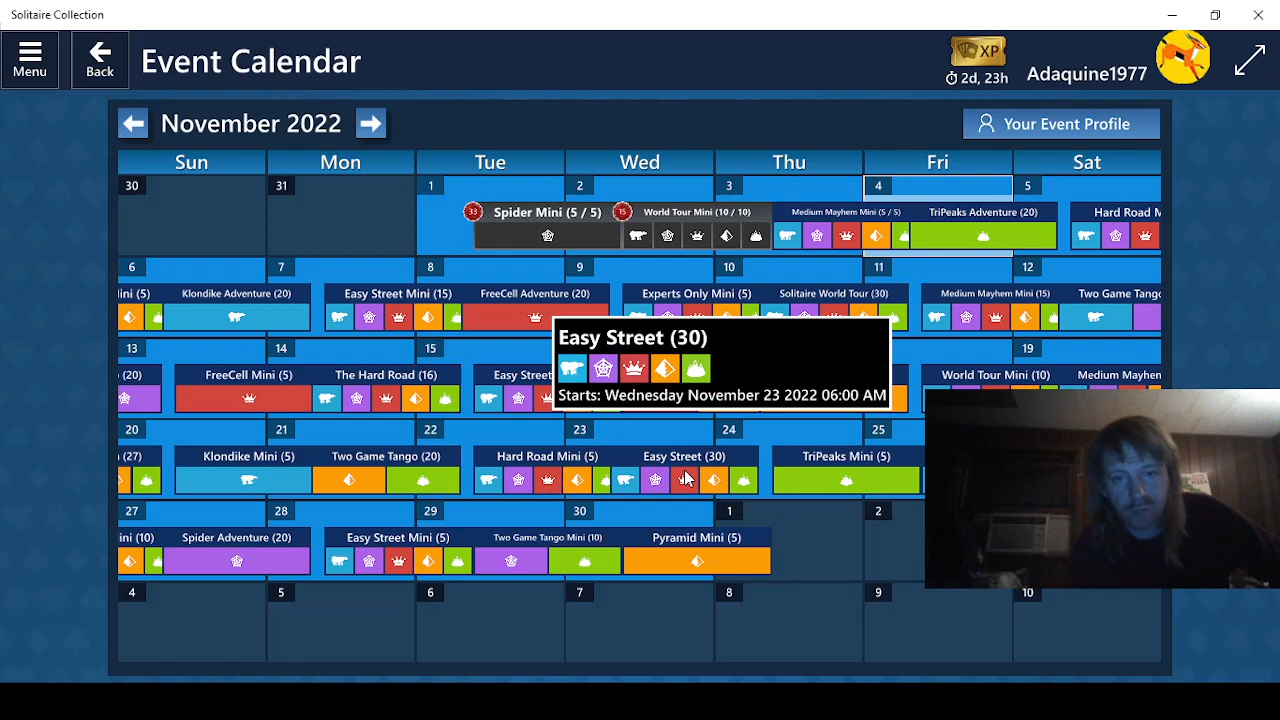 Solitaire Collection
Menu
Back
Event Calendar
XP
2d, 23h
Adaquine1977
November 2022
Your Event Profile
Sun Mon Tue Wed Thu Fri Sat
30 31 1 2 3 4 5
33 Spider Mini (5 / 5) 15 World Tour Mini (10 / 10) Medium Mayhem Mini (5 / 5) TriPeaks Adventure (20) Hard Road M
6 7 8 9 10 11 12
ini (5) Klondike Adventure (20) Easy Street Mini (15) FreeCell Adventure (20) Experts Only Mini (5) Solitaire World Tour (30) Medium Mayhem Mini (15) Two Game Tango
Easy Street (30)
Starts: Wednesday November 23 2022 06:00 AM
13 14 15 19
(20) FreeCell Mini (5) The Hard Road (16) Easy Stree World Tour Mini (10) Medium Mayhem
20 21 22 23 24 25
(27) Klondike Mini (5) Two Game Tango (20) Hard Road Mini (5) Easy Street (30) TriPeaks Mini (5)
27 28 29 30 1 2
ini (10) Spider Adventure (20) Easy Street Mini (5) Two Game Tango Mini (10) Pyramid Mini (5)
4 5 6 7 8 9 10